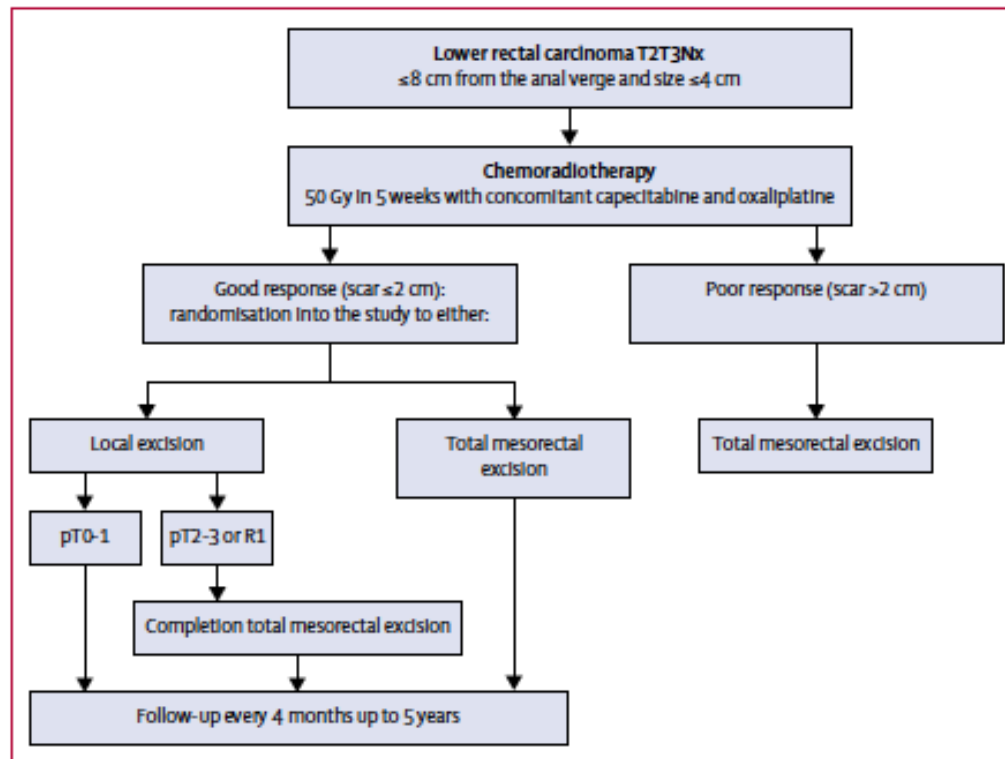 Lower rectal carcinoma T2T3Nx
≤8 cm from the anal verge and size ≤4 cm
Chemoradiotherapy
50 Gy in 5 weeks with concomitant capecitabine and oxaliplatine
Good response (scar ≤2 cm):
randomisation into the study to either:
Poor response (scar >2 cm)
Local excision
Total mesorectal
excision
Total mesorectal excision
pT0-1
pT2-3 or R1
Completion total mesorectal excision
Follow-up every 4 months up to 5 years